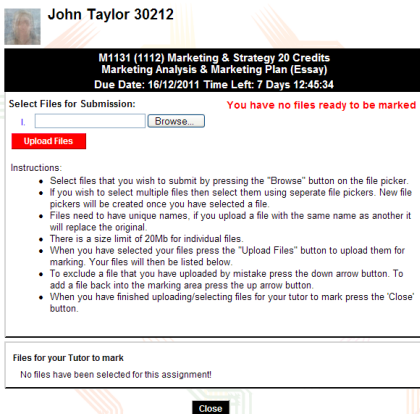 John Taylor 30212
M1131 (1112) Marketing & Strategy 20 Credits
Marketing Analysis & Marketing Plan (Essay)
Due Date: 16/12/2011 Time Left: 7 Days 12:45:34
Select Files for Submission:
You have no files ready to be marked
I.
Browse...
Upload Files
Instructions:
• Select files that you wish to submit by pressing the "Browse" button on the file picker.
• If you wish to select multiple files then select them using seperate file pickers. New file
pickers will be created once you have selected a file.
• Files need to have unique names, if you upload a file with the same name as another it
will replace the original.
• There is a size limit of 20Mb for individual files.
• When you have selected your files press the "Upload Files" button to upload them for
marking. Your files will then be listed below.
• To exclude a file that you have uploaded by mistake press the down arrow button. To
add a file back into the marking area press the up arrow button.
• When you have finished uploading/selecting files for your tutor to mark press the 'Close'
button.
Files for your Tutor to mark
No files have been selected for this assignment!
Close